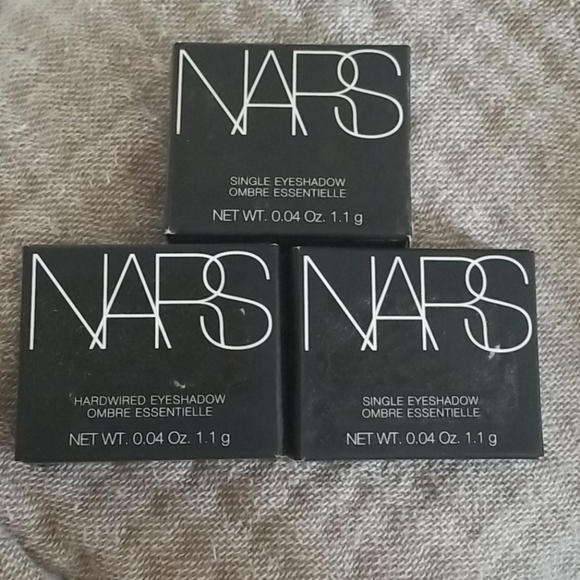 NARS
SINGLE EYESHADOW
OMBRE ESSENTIELLE
NET WT. 0.04 Oz. 1.1 g
NARS
HARDWIRED EYESHADOW
OMBRE ESSENTIELLE
NET WT. 0.04 Oz. 1.1 g
NARS
SINGLE EYESHADOW
OMBRE ESSENTIELLE
NET WT. 0.04 Oz. 1.1 g